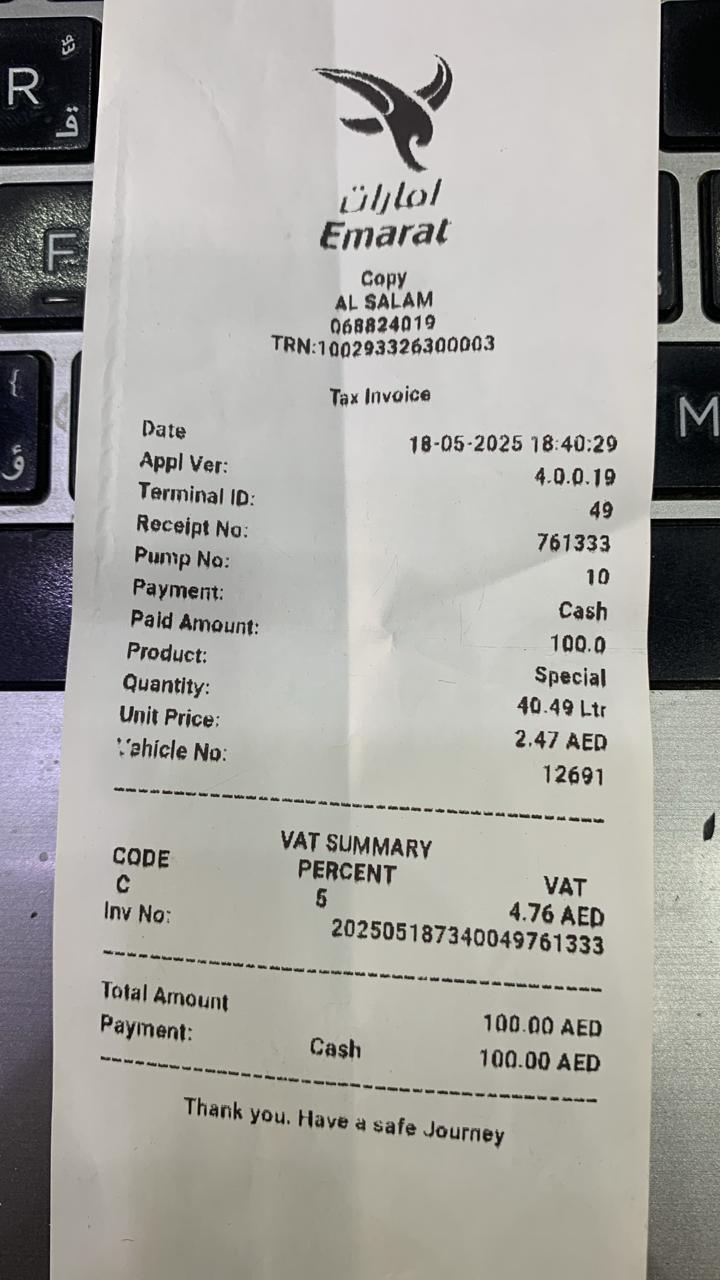 امارات
Emarat
Copy
AL SALAM
068824019
TRN:100293326300003
Tax Invoice
Date 18-05-2025 18:40:29
Appl Ver: 4.0.0.19
Terminal ID: 49
Receipt No: 761333
Pump No: 10
Payment: Cash
Paid Amount: 100.0
Product: Special
Quantity: 40.49 Ltr
Unit Price: 2.47 AED
Vehicle No: 12691
VAT SUMMARY
CODE PERCENT VAT
C 5 4.76 AED
Inv No: 202505187340049761333
Total Amount 100.00 AED
Payment: Cash 100.00 AED
Thank you. Have a safe Journey
R
F
M